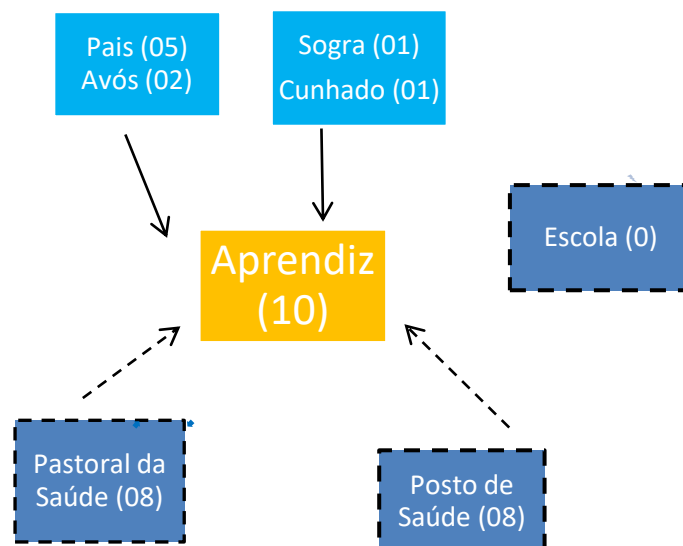 Pais (05)
Avós (02)
Sogra (01)
Cunhado (01)
Escola (0)
Aprendiz
(10)
Pastoral da
Saúde (08)
Posto de
Saúde (08)